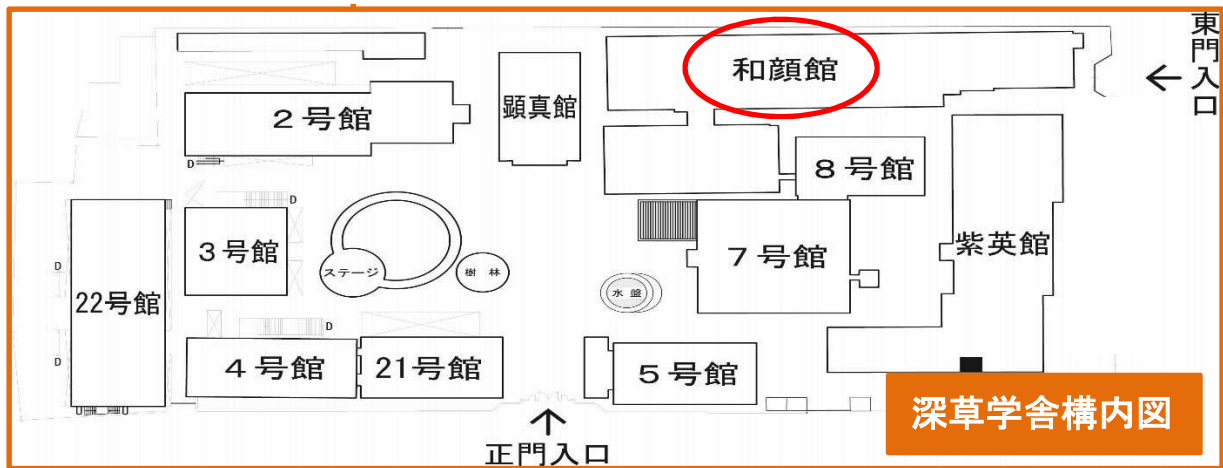 東門入口
和顔館
顕真館
2号館
D
8号館
D
3号館
ステージ
樹林
7号館
紫英館
22号館
D
水盤
D
D
4号館
21号館
5号館
深草学舎構内図
正門入口